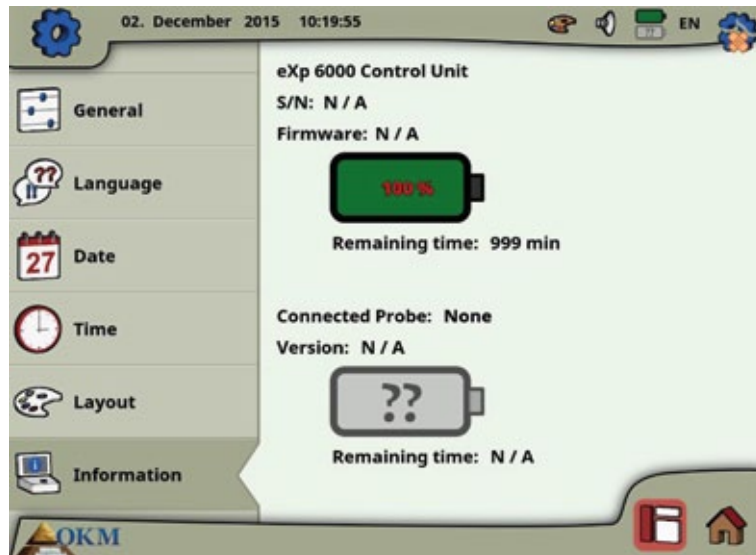 02. December 2015 10:19:55
EN
??
General
??
!!
Language
27
Date
Time
Layout
i
Information
eXp 6000 Control Unit
S/N: N / A
Firmware: N / A
100 %
Remaining time: 999 min
Connected Probe: None
Version: N / A
??
Remaining time: N / A
OKM